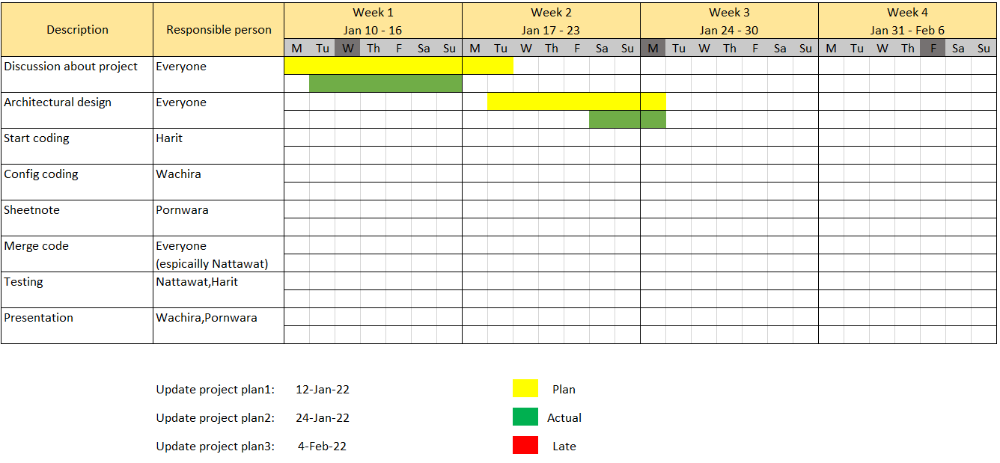 Description Responsible person Week 1 Week 2 Week 3 Week 4
Jan 10 - 16 Jan 17 - 23 Jan 24 - 30 Jan 31 - Feb 6
M Tu W Th F Sa Su M Tu W Th F Sa Su M Tu W Th F Sa Su M Tu W Th F Sa Su
Discussion about project Everyone
Architectural design Everyone
Start coding Harit
Config coding Wachira
Sheetnote Pornwara
Merge code Everyone
(espicailly Nattawat)
Testing Nattawat,Harit
Presentation Wachira,Pornwara
Update project plan1: 12-Jan-22 Plan
Update project plan2: 24-Jan-22 Actual
Update project plan3: 4-Feb-22 Late